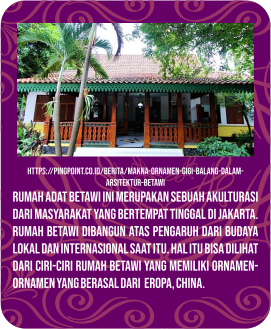 HTTPS://PINGPOINT.CO.ID/BERITA/MAKNA-ORNAMEN-GIGI-BALANG-DALAM-
ARSITEKTUR-BETAWI
RUMAH ADAT BETAWI INI MERUPAKAN SEBUAH AKULTURASI
DARI MASYARAKAT YANG BERTEMPAT TINGGAL DI JAKARTA.
RUMAH BETAWI DIBANGUN ATAS PENGARUH DARI BUDAYA
LOKAL DAN INTERNASIONAL SAAT ITU. HAL ITU BISA DILIHAT
DARI CIRI-CIRI RUMAH BETAWI YANG MEMILIKI ORNAMEN-
ORNAMEN YANG BERASAL DARI EROPA, CHINA.